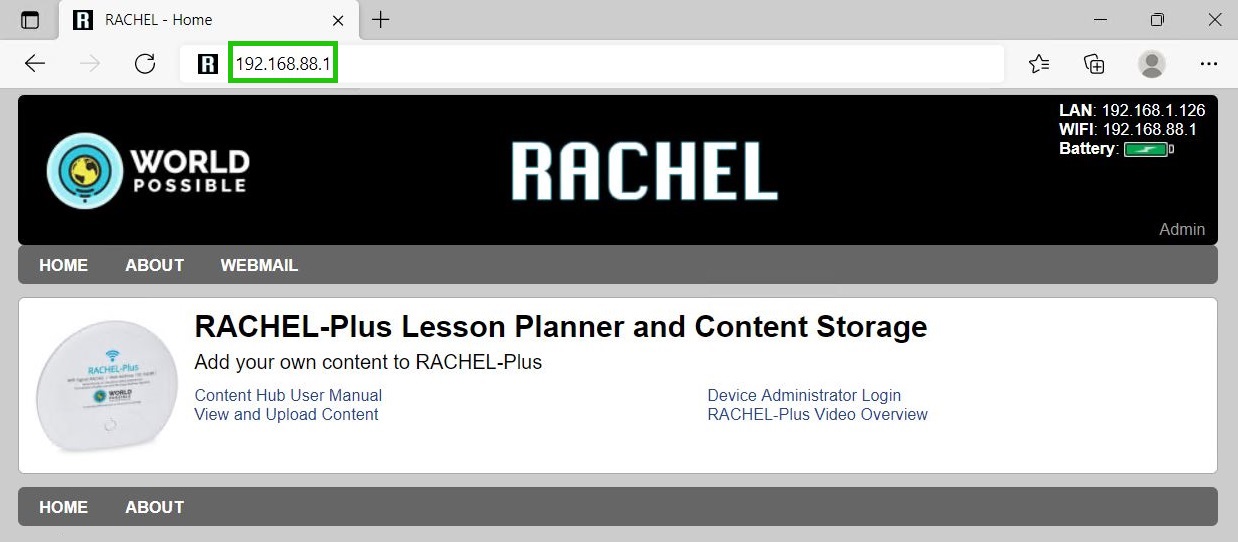 RACHEL - Home
192.168.88.1
LAN: 192.168.1.126
WIFI: 192.168.88.1
Battery:
WORLD
POSSIBLE
RACHEL
Admin
HOME ABOUT WEBMAIL
RACHEL-Plus Lesson Planner and Content Storage
Add your own content to RACHEL-Plus
Content Hub User Manual
View and Upload Content
Device Administrator Login
RACHEL-Plus Video Overview
RACHEL-Plus
WORLD
POSSIBLE
HOME ABOUT